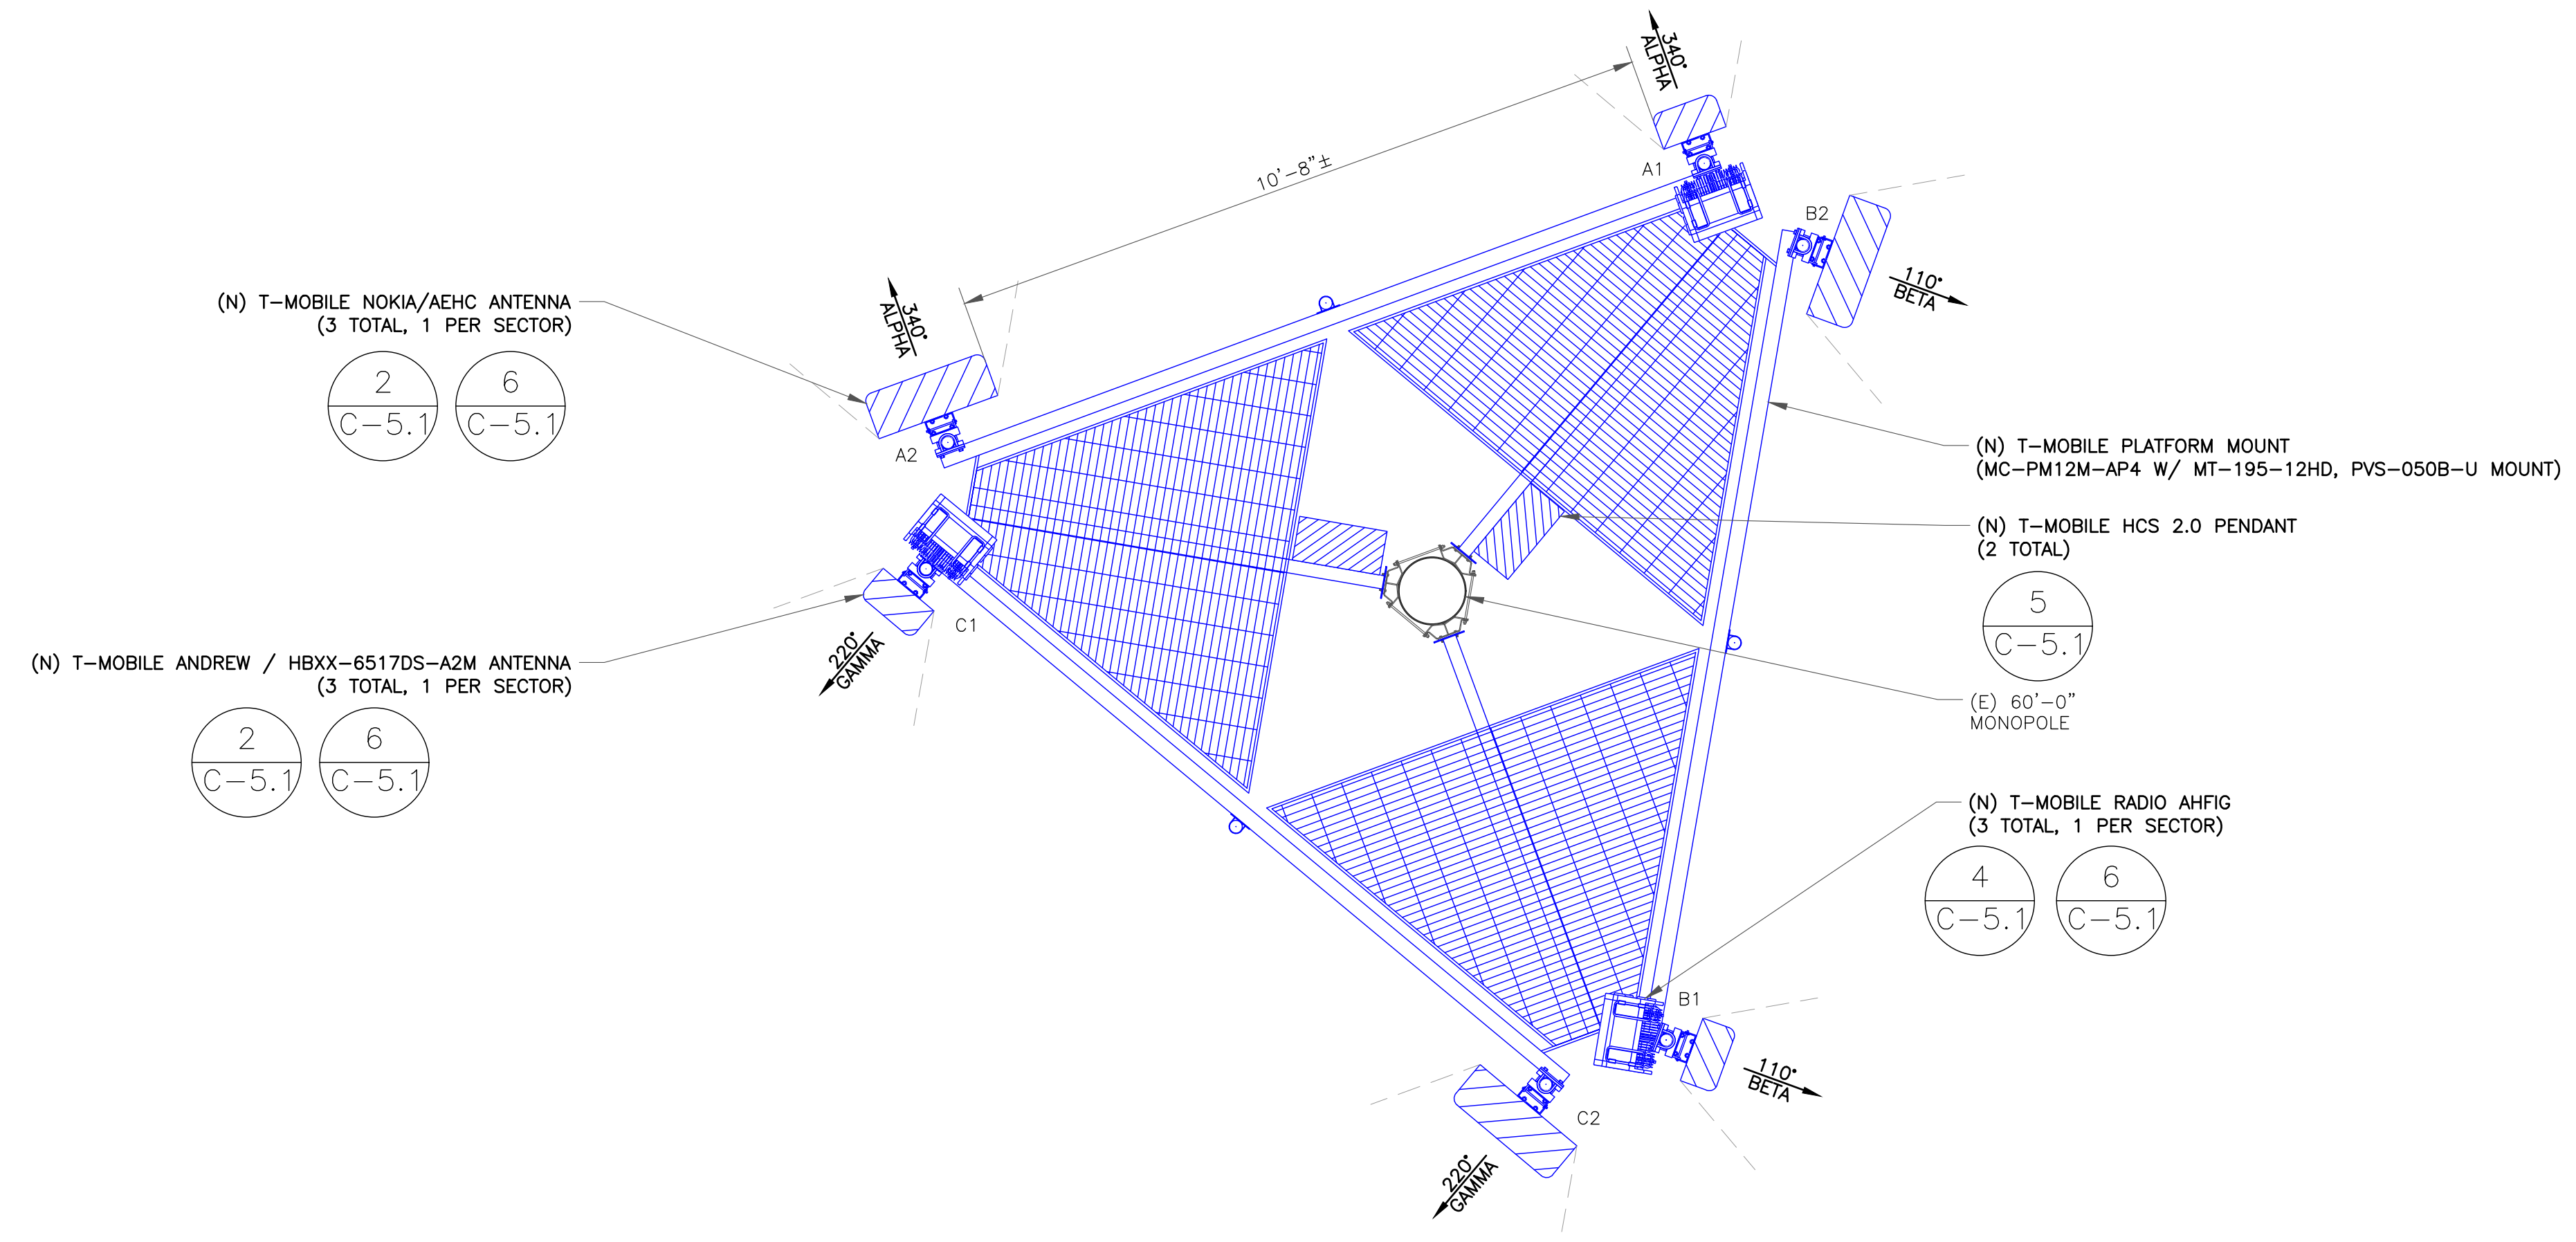 340°
ALPHA
10'-8"±
A1
B2
110°
BETA
340°
ALPHA
A2
(N) T-MOBILE NOKIA/AEHC ANTENNA
(3 TOTAL, 1 PER SECTOR)
2
C-5.1
6
C-5.1
(N) T-MOBILE PLATFORM MOUNT
(MC-PM12M-AP4 W/ MT-195-12HD, PVS-050B-U MOUNT)
(N) T-MOBILE HCS 2.0 PENDANT
(2 TOTAL)
5
C-5.1
C1
220°
GAMMA
(N) T-MOBILE ANDREW / HBXX-6517DS-A2M ANTENNA
(3 TOTAL, 1 PER SECTOR)
2
C-5.1
6
C-5.1
(E) 60'-0"
MONOPOLE
(N) T-MOBILE RADIO AHFIG
(3 TOTAL, 1 PER SECTOR)
4
C-5.1
6
C-5.1
B1
110°
BETA
C2
220°
GAMMA